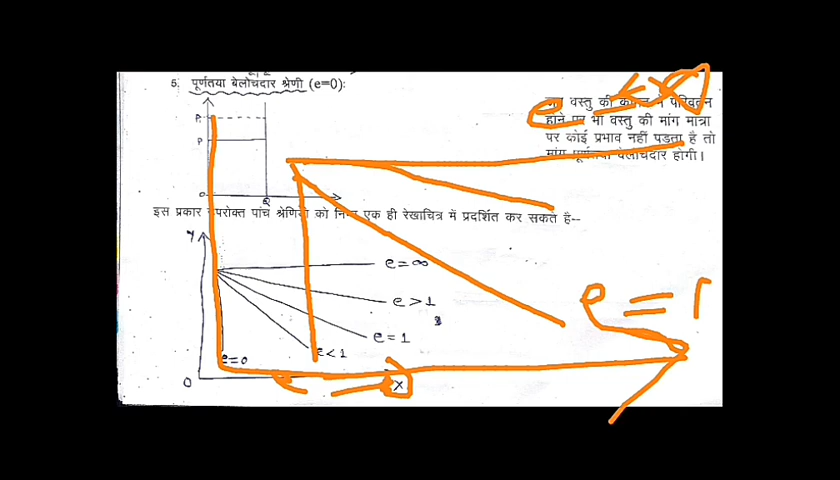 5. पूर्णतया बेलोचदार श्रेणी (e=0):
P₁
P
O
Q
वस्तु की कीमत में परिवर्तन
होने पर भी वस्तु की मांग मात्रा
पर कोई प्रभाव नहीं पड़ता है तो
मांग पूर्णतया बेलोचदार होगी।
इस प्रकार उपरोक्त पांच श्रेणियों को निम्न एक ही रेखाचित्र में प्रदर्शित कर सकते है--
Y
e = ∞
e > 1
e = 1
e < 1
e = 0
O
X
e = 1